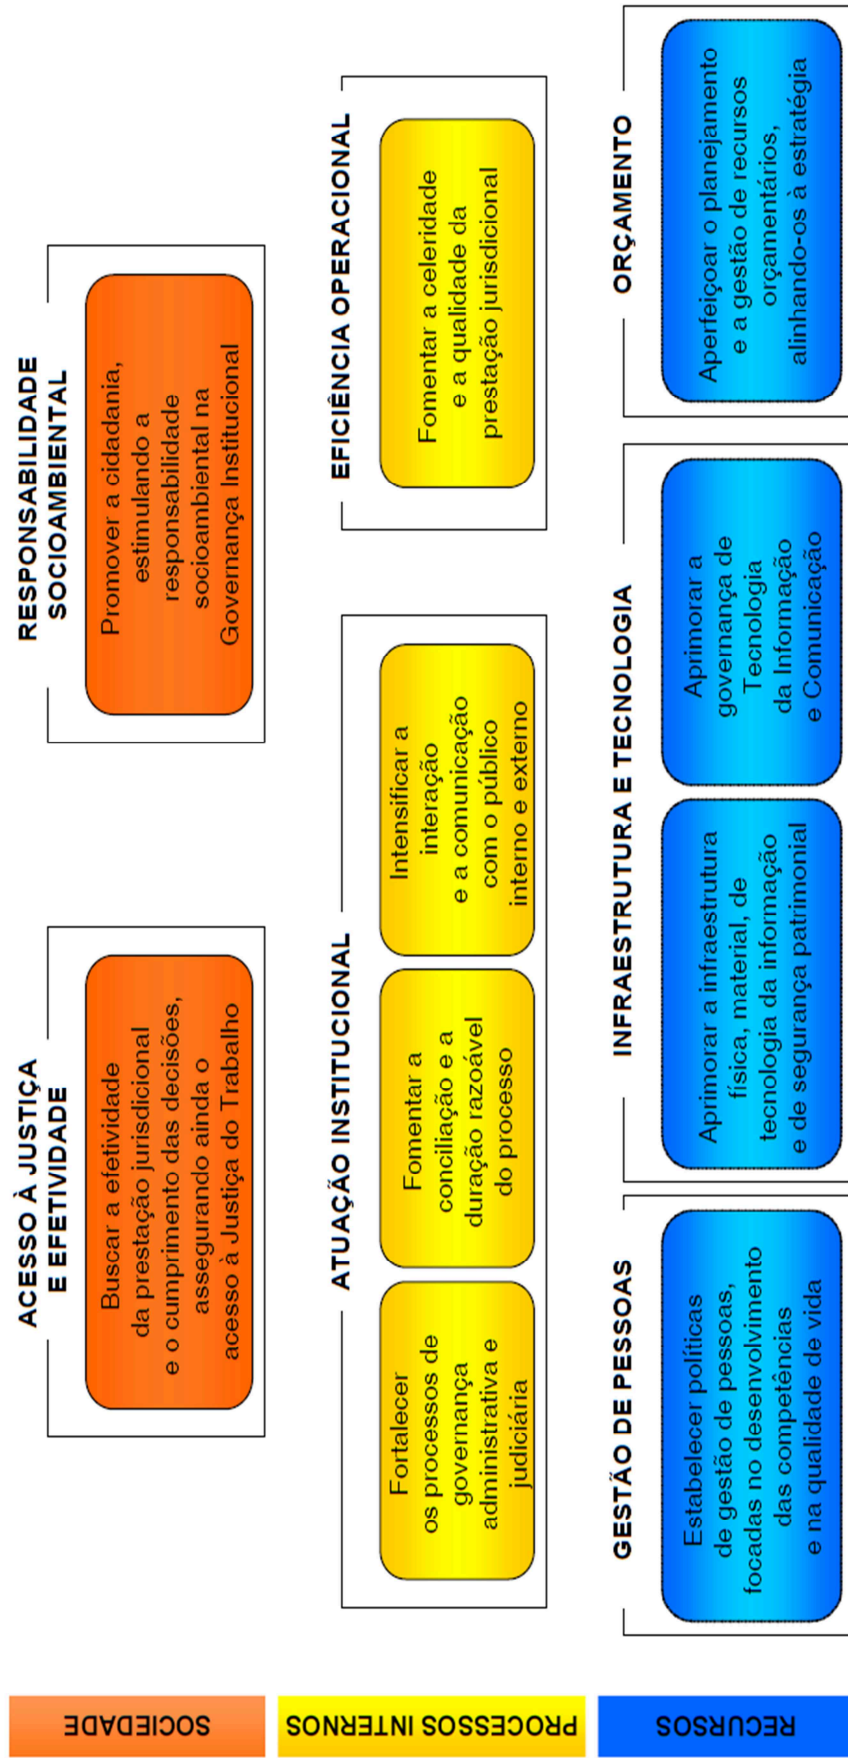 SOCIEDADE
ACESSO À JUSTIÇA
E EFETIVIDADE
Buscar a efetividade
da prestação jurisdicional
e o cumprimento das decisões,
assegurando ainda o
acesso à Justiça do Trabalho
RESPONSABILIDADE
SOCIOAMBIENTAL
Promover a cidadania,
estimulando a
responsabilidade
socioambiental na
Governança Institucional
PROCESSOS INTERNOS
ATUAÇÃO INSTITUCIONAL
Fortalecer
os processos de
governança
administrativa e
judiciária
Fomentar a
conciliação e a
duração razoável
do processo
Intensificar a
interação
e a comunicação
com o público
interno e externo
EFICIÊNCIA OPERACIONAL
Fomentar a celeridade
e a qualidade da
prestação jurisdicional
RECURSOS
GESTÃO DE PESSOAS
Estabelecer políticas
de gestão de pessoas,
focadas no desenvolvimento
das competências
e na qualidade de vida
INFRAESTRUTURA E TECNOLOGIA
Aprimorar a infraestrutura
física, material, de
tecnologia da informação
e de segurança patrimonial
Aprimorar a
governança de
Tecnologia
da Informação
e Comunicação
ORÇAMENTO
Aperfeiçoar o planejamento
e a gestão de recursos
orçamentários,
alinhando-os à estratégia